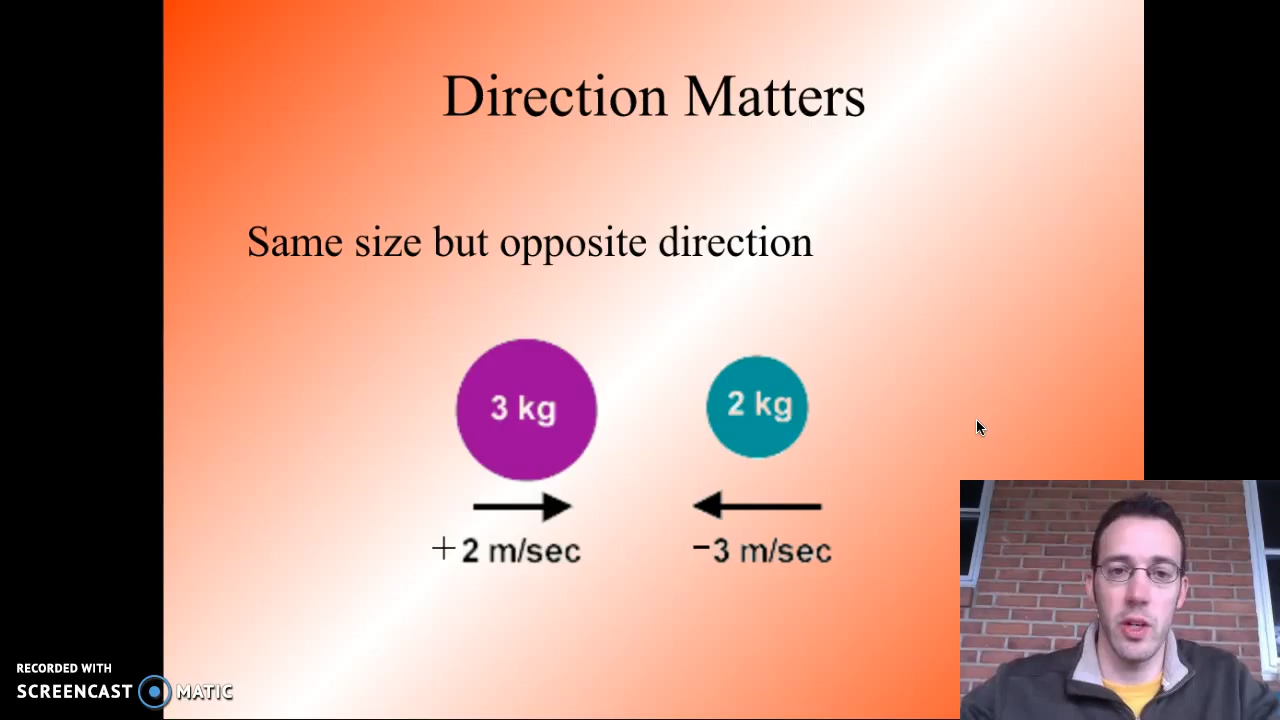 Direction Matters
Same size but opposite direction
3 kg
2 kg
+2 m/sec
−3 m/sec
RECORDED WITH
SCREENCAST MATIC